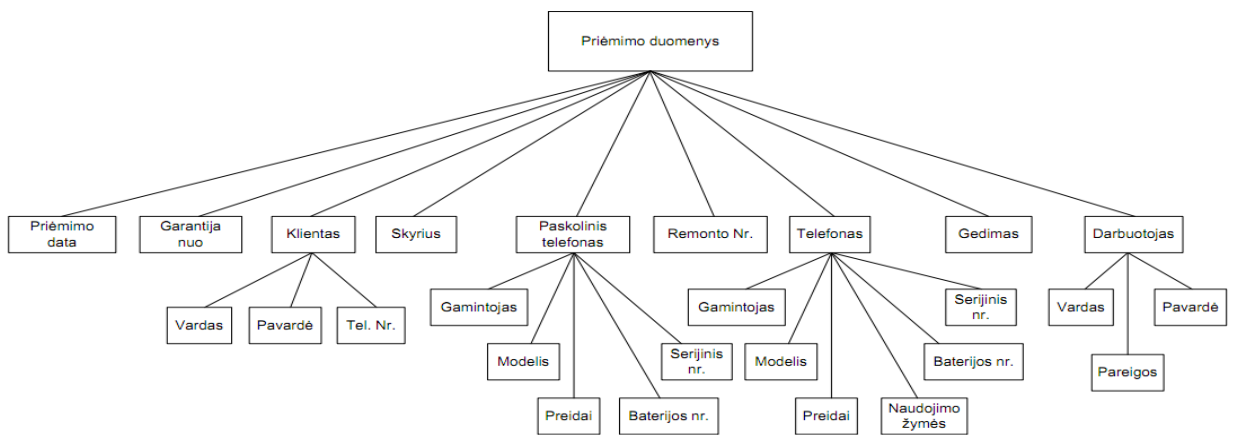 Priėmimo duomenys
Priėmimo
data
Garantija
nuo
Klientas
Skyrius
Paskolinis
telefonas
Remonto Nr.
Telefonas
Gedimas
Darbuotojas
Vardas
Pavardė
Tel. Nr.
Gamintojas
Modelis
Preidai
Baterijos nr.
Serijinis
nr.
Gamintojas
Modelis
Preidai
Naudojimo
žymės
Baterijos nr.
Serijinis
nr.
Vardas
Pareigos
Pavardė